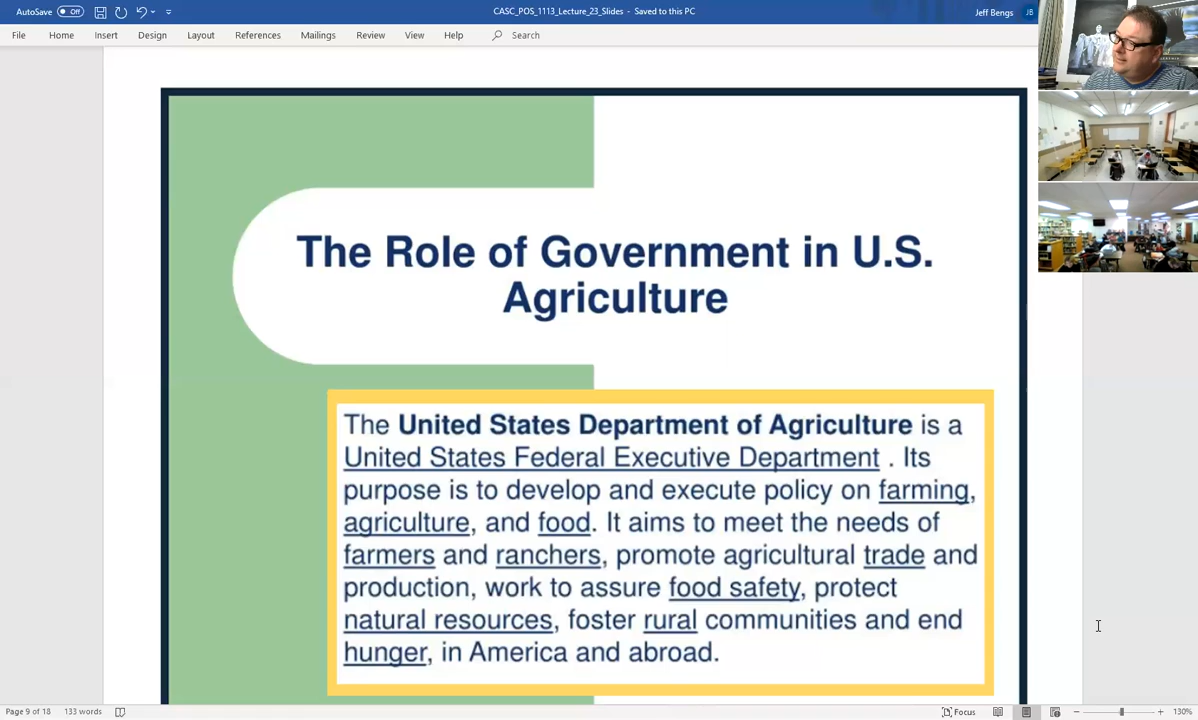 AutoSave Off CASC_POS_1113_Lecture_23_Slides - Saved to this PC Jeff Bengs JB
File Home Insert Design Layout References Mailings Review View Help Search
The Role of Government in U.S.
Agriculture
The United States Department of Agriculture is a
United States Federal Executive Department . Its
purpose is to develop and execute policy on farming,
agriculture, and food. It aims to meet the needs of
farmers and ranchers, promote agricultural trade and
production, work to assure food safety, protect
natural resources, foster rural communities and end
hunger, in America and abroad.
Page 9 of 18 133 words Focus 130%